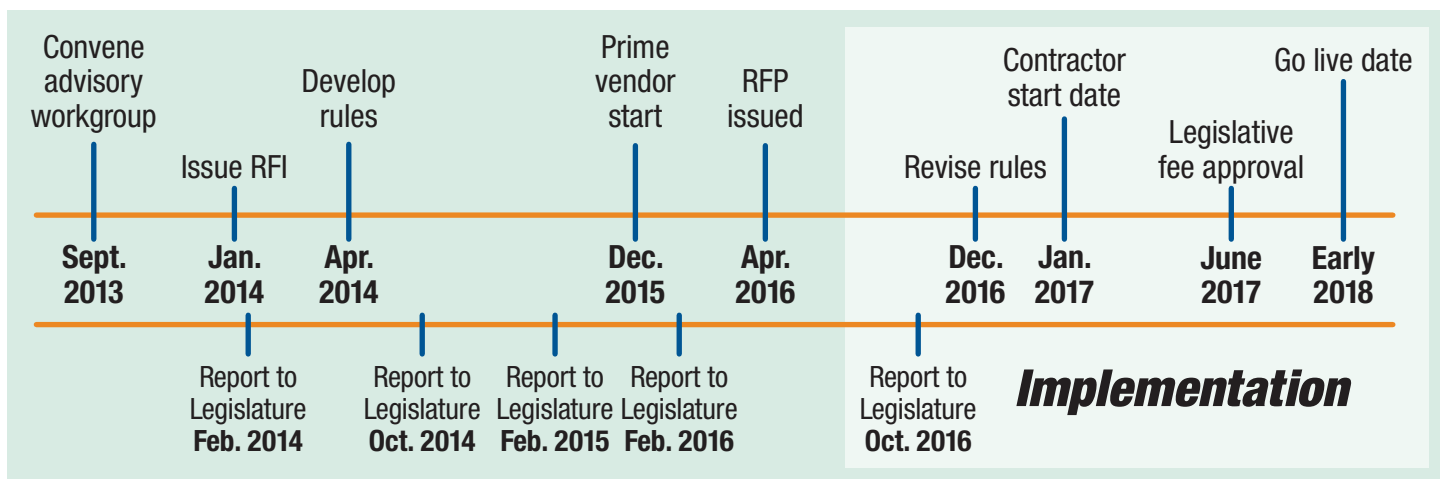 Convene
advisory
workgroup
Sept.
2013
Issue RFI
Jan.
2014
Develop
rules
Apr.
2014
Prime
vendor
start
Dec.
2015
RFP
issued
Apr.
2016
Revise rules
Dec.
2016
Contractor
start date
Jan.
2017
Legislative
fee approval
June
2017
Go live date
Early
2018
Report to
Legislature
Feb. 2014
Report to
Legislature
Oct. 2014
Report to
Legislature
Feb. 2015
Report to
Legislature
Feb. 2016
Report to
Legislature
Oct. 2016
Implementation